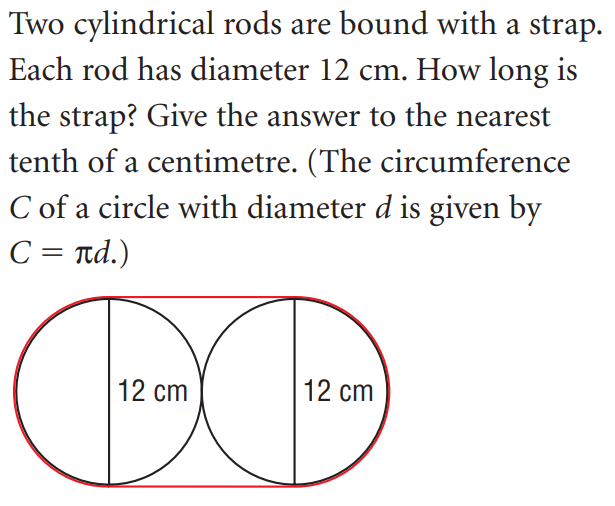 Two cylindrical rods are bound with a strap.
Each rod has diameter 12 cm. How long is
the strap? Give the answer to the nearest
tenth of a centimetre. (The circumference
C of a circle with diameter d is given by
C = πd.)
12 cm
12 cm